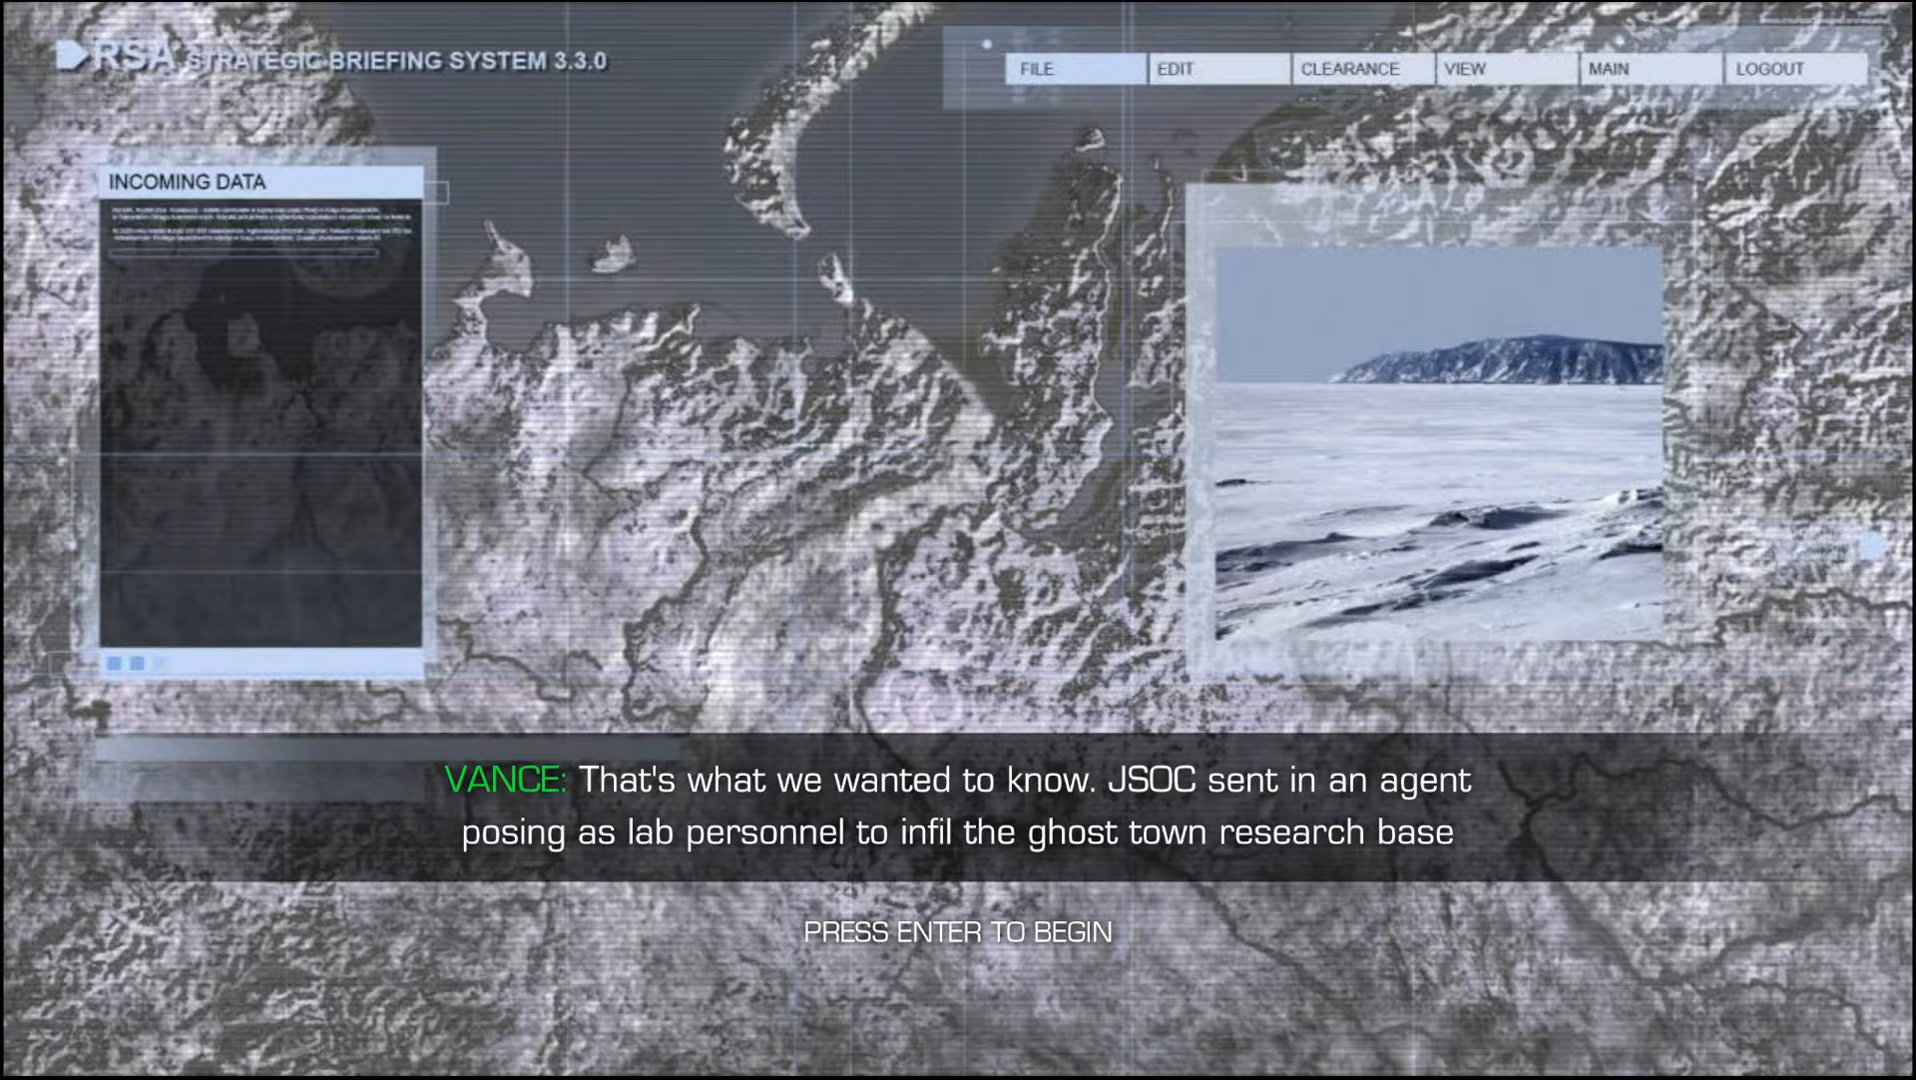 RSA STRATEGIC BRIEFING SYSTEM 3.3.0
FILE EDIT CLEARANCE VIEW MAIN LOGOUT
INCOMING DATA
VANCE: That's what we wanted to know. JSOC sent in an agent
posing as lab personnel to infil the ghost town research base
PRESS ENTER TO BEGIN